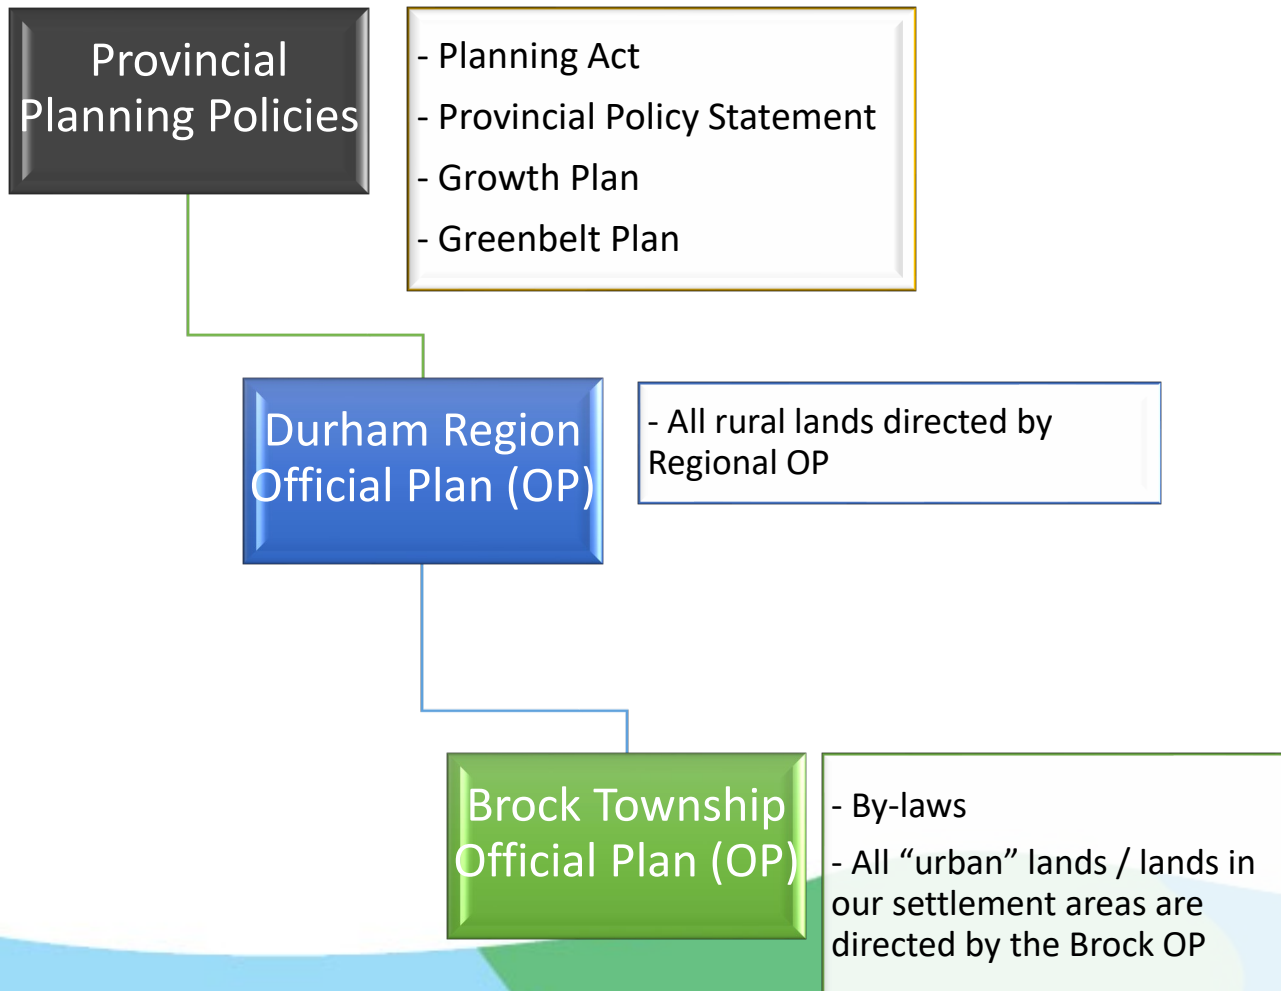 Provincial
Planning Policies
- Planning Act
- Provincial Policy Statement
- Growth Plan
- Greenbelt Plan
Durham Region
Official Plan (OP)
- All rural lands directed by
Regional OP
Brock Township
Official Plan (OP)
- By-laws
- All “urban” lands / lands in
our settlement areas are
directed by the Brock OP